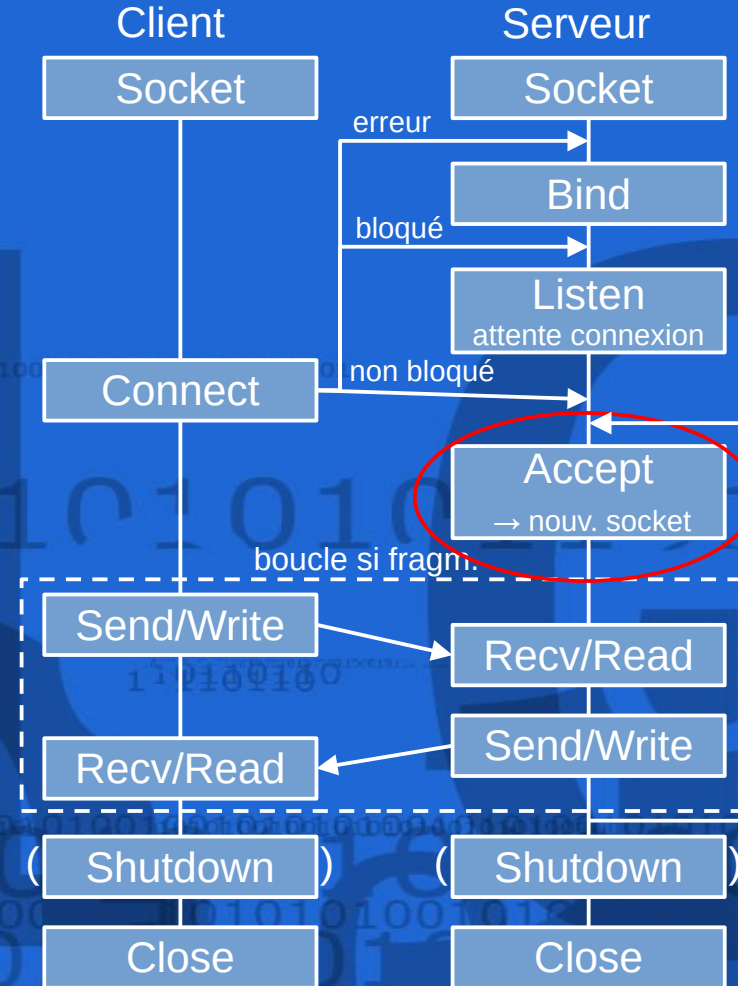 Client
Serveur
Socket
Socket
erreur
Bind
bloqué
Listen
attente connexion
Connect
non bloqué
Accept
→ nouv. socket
boucle si fragm.
Send/Write
Recv/Read
Send/Write
Recv/Read
( Shutdown )
( Shutdown )
Close
Close